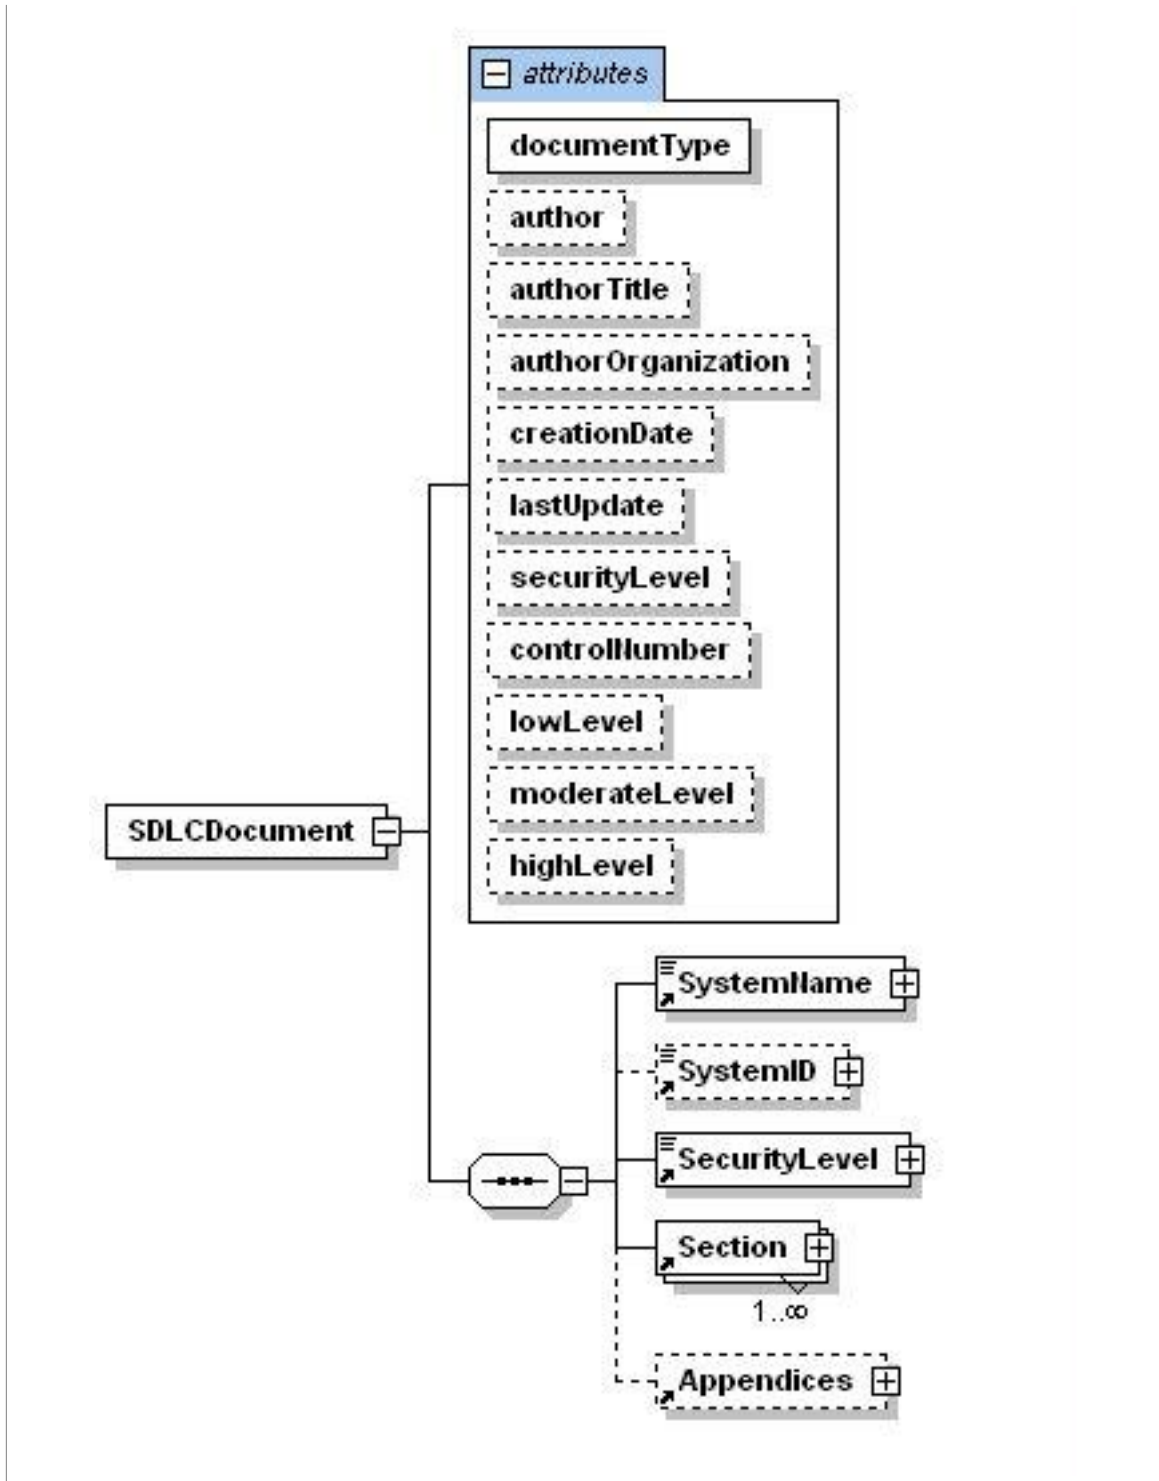 attributes
documentType
author
authorTitle
authorOrganization
creationDate
lastUpdate
securityLevel
controlNumber
lowLevel
moderateLevel
highLevel
SDLCDocument
SystemName
SystemID
SecurityLevel
Section
1..∞
Appendices